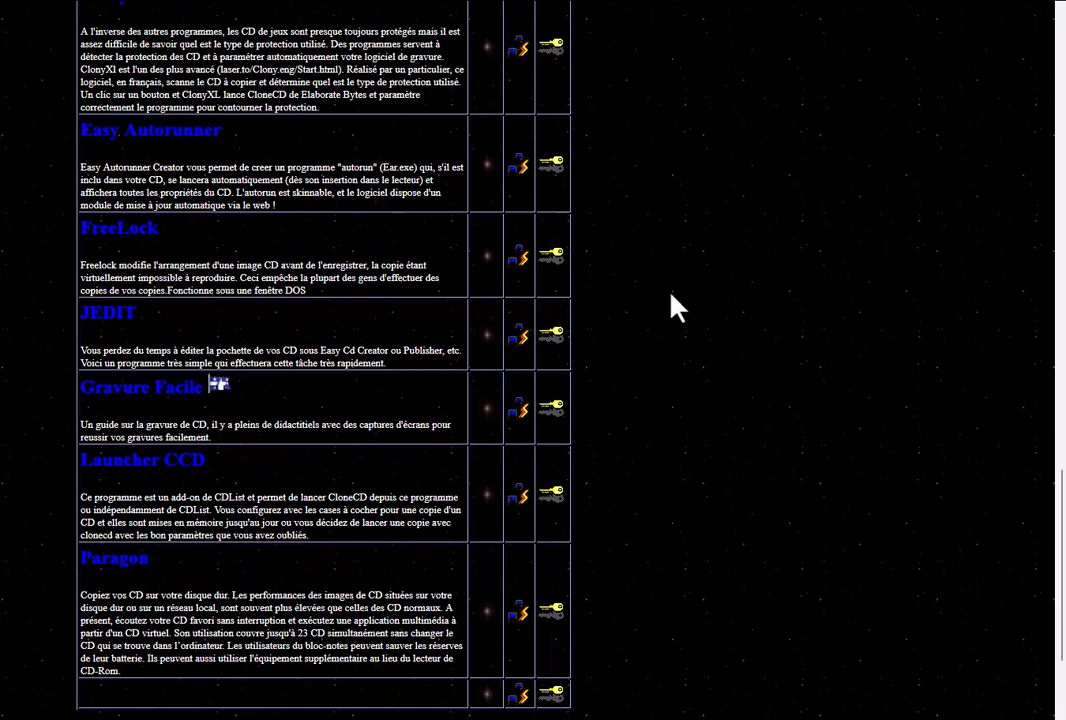 A l'inverse des autres programmes, les CD de jeux sont presque toujours protégés mais il est
assez difficile de savoir quel est le type de protection utilisé. Des programmes servent à
détecter la protection des CD et à paramétrer automatiquement votre logiciel de gravure.
ClonyXl est l'un des plus avancé (laser.to/Clony.eng/Start.html). Réalisé par un particulier, ce
logiciel, en français, scanne le CD à copier et détermine quel est le type de protection utilisé.
Un clic sur un bouton et ClonyXL lance CloneCD de Elaborate Bytes et paramétre
correctement le programme pour contourner la protection.
Easy Autorunner
Easy Autorunner Creator vous permet de creer un programme "autorun" (Ear.exe) qui, s'il est
inclu dans votre CD, se lancera automatiquement (dès son insertion dans le lecteur) et
affichera toutes les propriétés du CD. L'autorun est skinnable, et le logiciel dispose d'un
module de mise à jour automatique via le web !
FreeLock
Freelock modifie l'arrangement d'une image CD avant de l'enregistrer, la copie étant
virtuellement impossible à reproduire. Ceci empêche la plupart des gens d'effectuer des
copies de vos copies.Fonctionne sous une fenêtre DOS
JEDIT
Vous perdez du temps à éditer la pochette de vos CD sous Easy Cd Creator ou Publisher, etc.
Voici un programme très simple qui effectuera cette tâche très rapidement.
Gravure Facile
Un guide sur la gravure de CD, il y a pleins de didactitiels avec des captures d'écrans pour
reussir vos gravures facilement.
Launcher CCD
Ce programme est un add-on de CDList et permet de lancer CloneCD depuis ce programme
ou indépendamment de CDList. Vous configurez avec les cases à cocher pour une copie d'un
CD et elles sont mises en mémoire jusqu'au jour ou vous décidez de lancer une copie avec
clonecd avec les bon paramètres que vous avez oubliés.
Paragon
Copiez vos CD sur votre disque dur. Les performances des images de CD situées sur votre
disque dur ou sur un réseau local, sont souvent plus élevées que celles des CD normaux. A
présent, écoutez votre CD favori sans interruption et exécutez une application multimédia à
partir d'un CD virtuel. Son utilisation couvre jusqu'à 23 CD simultanément sans changer le
CD qui se trouve dans l'ordinateur. Les utilisateurs du bloc-notes peuvent sauver les réserves
de leur batterie. Ils peuvent aussi utiliser l'équipement supplémentaire au lieu du lecteur de
CD-Rom.